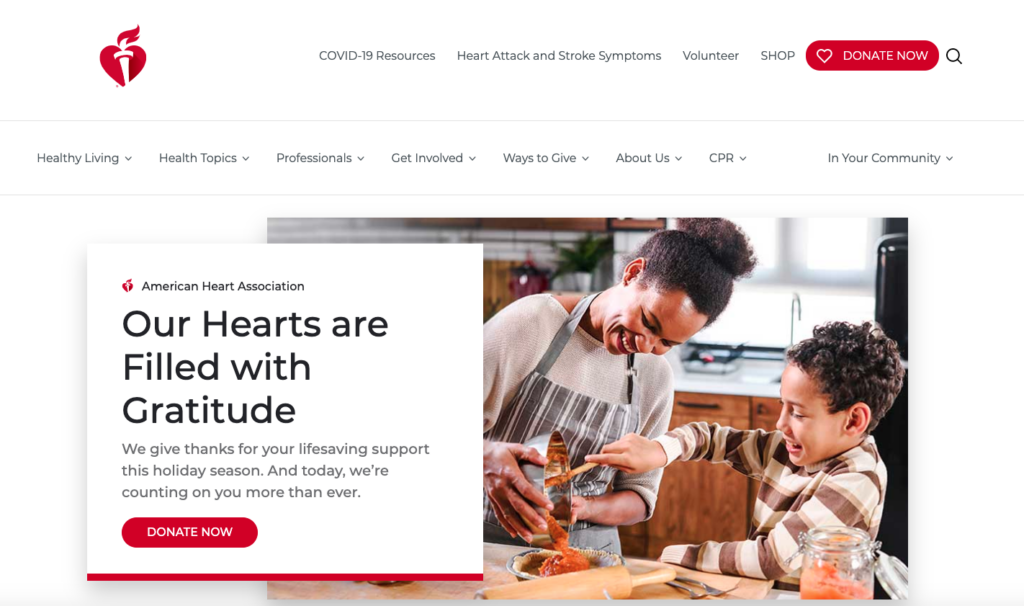 COVID-19 Resources Heart Attack and Stroke Symptoms Volunteer SHOP DONATE NOW
Healthy Living Health Topics Professionals Get Involved Ways to Give About Us CPR In Your Community
American Heart Association
Our Hearts are
Filled with
Gratitude
We give thanks for your lifesaving support
this holiday season. And today, we’re
counting on you more than ever.
DONATE NOW